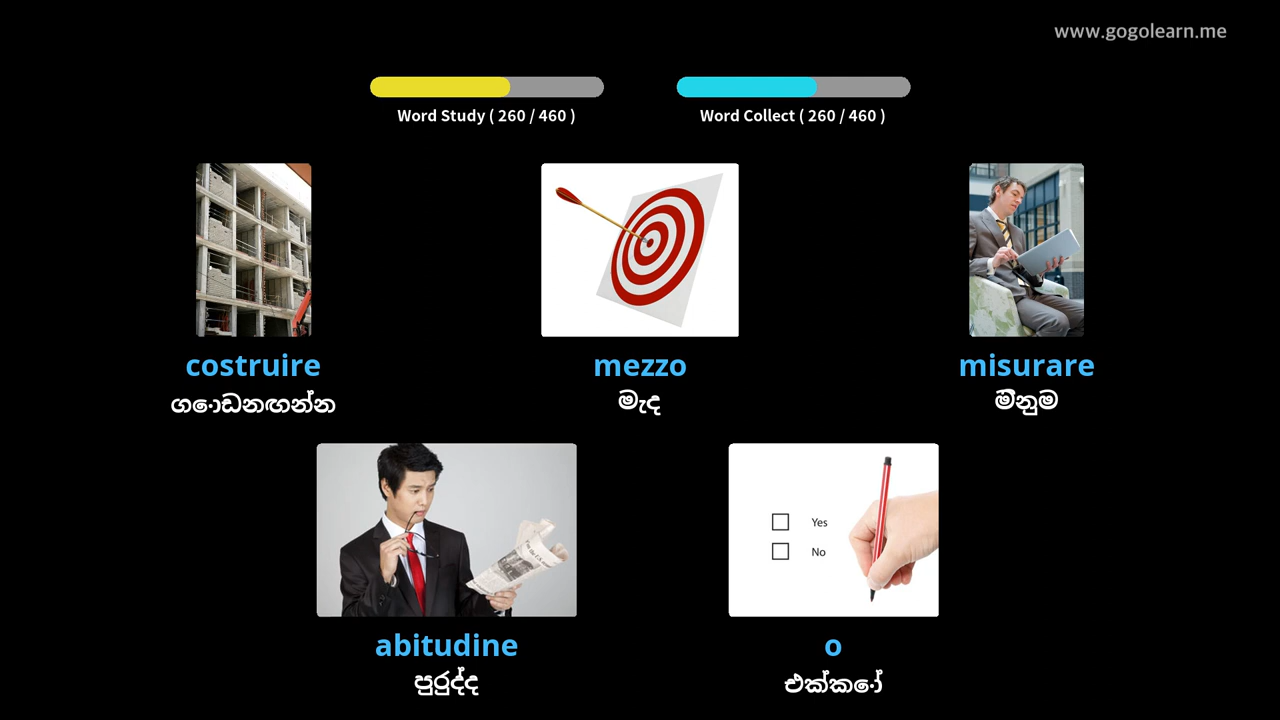 www.gogolearn.me
Word Study ( 260 / 460 )
Word Collect ( 260 / 460 )
costruire
ගොඩනඟන්න
mezzo
මැද
misurare
මිනුම
Yes
No
abitudine
පුරුද්ද
o
එක්කෝ